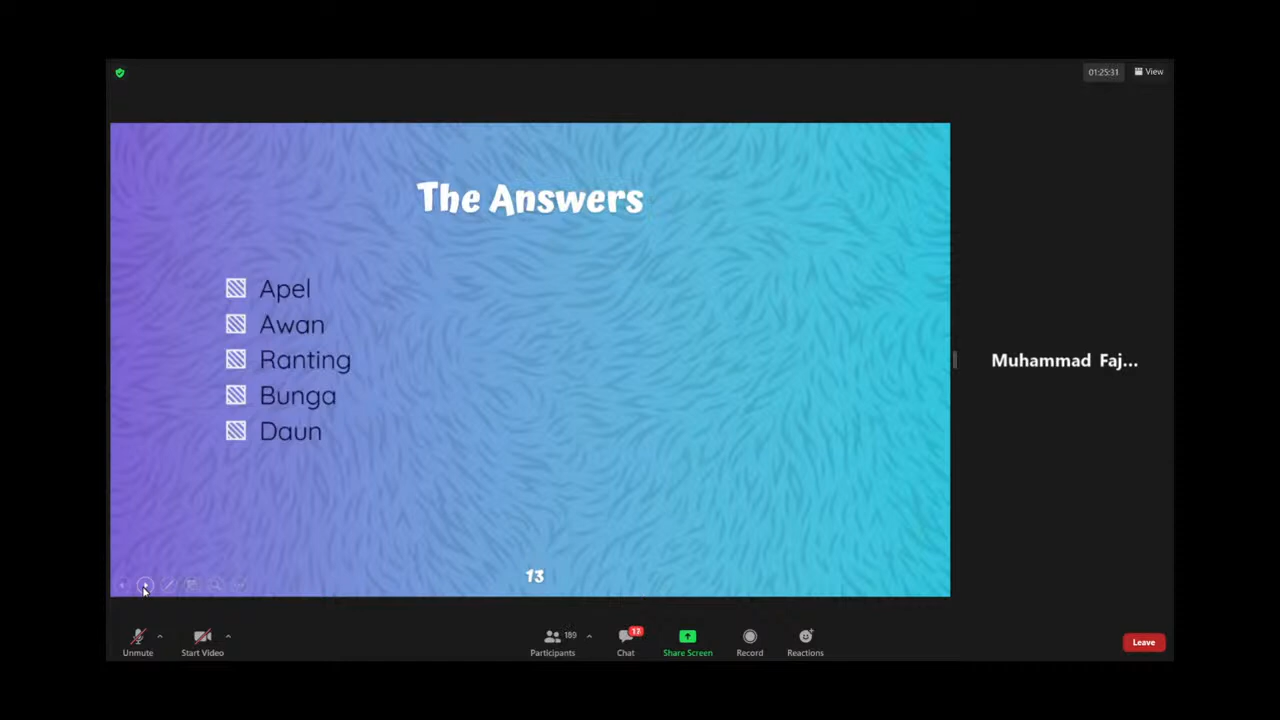 01:25:31 View
The Answers
Apel
Awan
Ranting
Bunga
Daun
Muhammad Faj...
13
189
17
Unmute Start Video Participants Chat Share Screen Record Reactions Leave